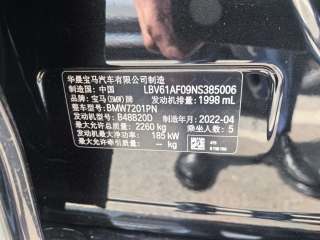 华晨宝马汽车有限公司制造
制造国：中国 LBV61AF09NS385006
品牌：宝马(BMW)牌 发动机排量：1998 mL
整车型号：BMW7201PN
发动机型号：B48B20D 制造年月：2022-04
最大允许总质量：2260 kg 乘坐人数：5
发动机最大净功率：185 kW
最大允许牵引质量： - kg